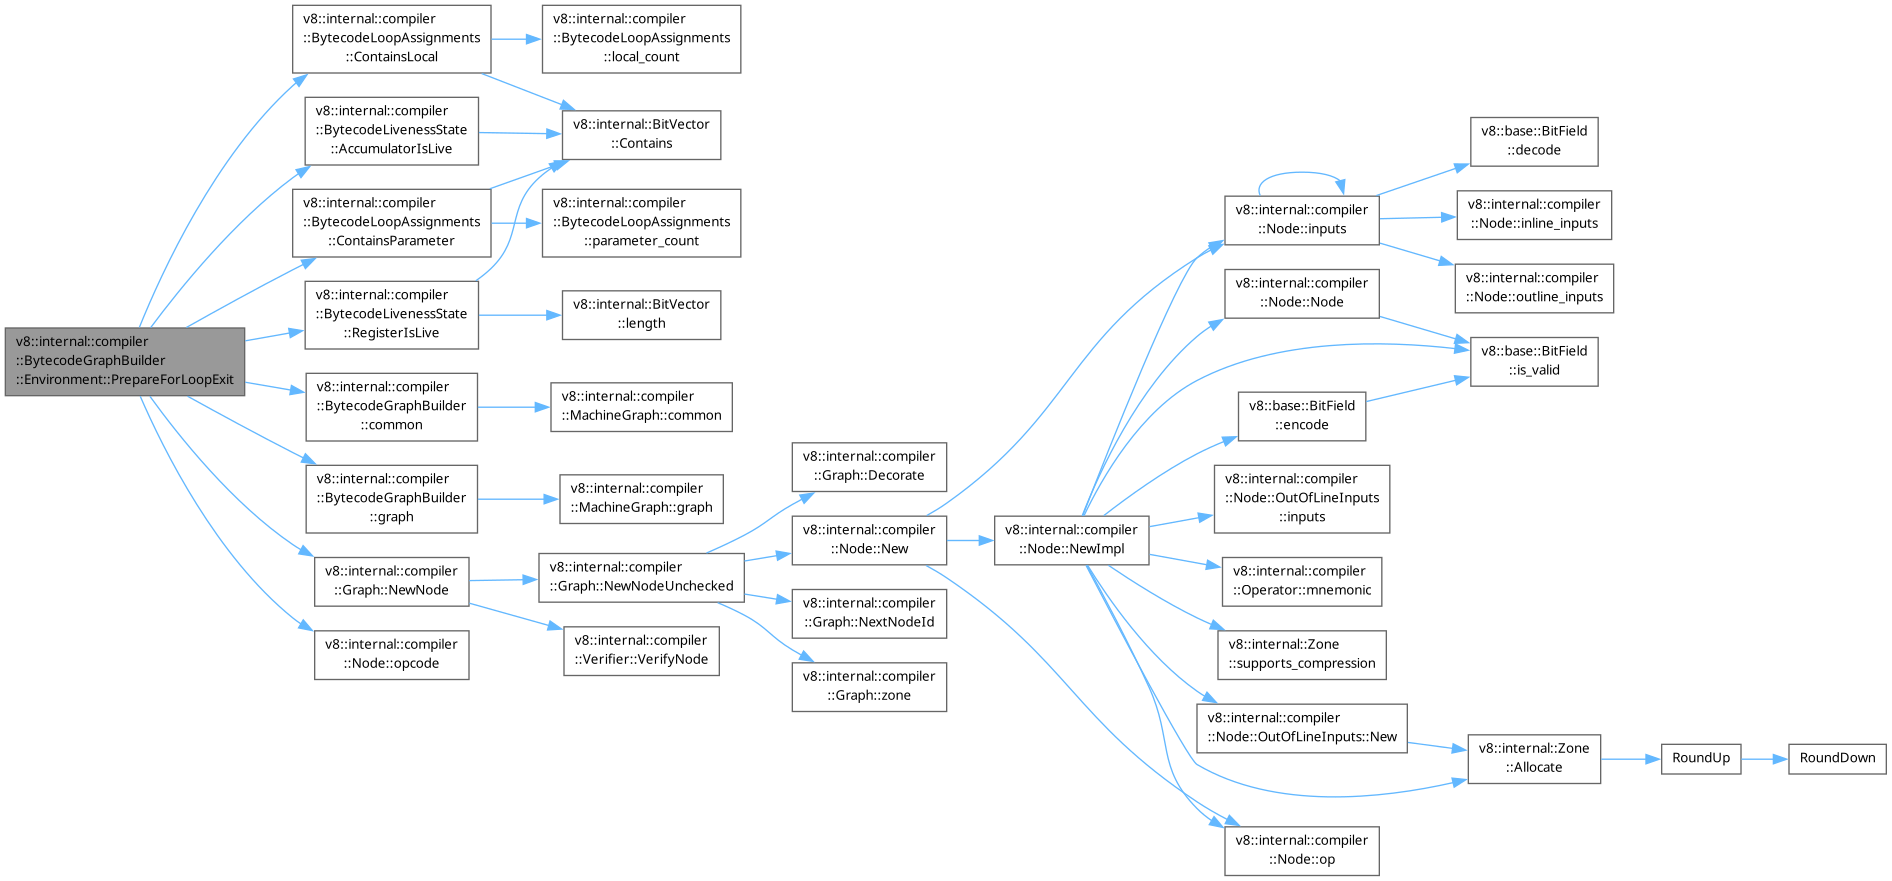 v8::internal::compiler
::BytecodeGraphBuilder
::Environment::PrepareForLoopExit
v8::internal::compiler
::BytecodeLoopAssignments
::ContainsLocal
v8::internal::compiler
::BytecodeLivenessState
::AccumulatorIsLive
v8::internal::compiler
::BytecodeLoopAssignments
::ContainsParameter
v8::internal::compiler
::BytecodeLivenessState
::RegisterIsLive
v8::internal::compiler
::BytecodeGraphBuilder
::common
v8::internal::compiler
::BytecodeGraphBuilder
::graph
v8::internal::compiler
::Graph::NewNode
v8::internal::compiler
::Node::opcode
v8::internal::compiler
::BytecodeLoopAssignments
::local_count
v8::internal::BitVector
::Contains
v8::internal::compiler
::BytecodeLoopAssignments
::parameter_count
v8::internal::BitVector
::length
v8::internal::compiler
::MachineGraph::common
v8::internal::compiler
::MachineGraph::graph
v8::internal::compiler
::Graph::NewNodeUnchecked
v8::internal::compiler
::Verifier::VerifyNode
v8::internal::compiler
::Graph::Decorate
v8::internal::compiler
::Node::New
v8::internal::compiler
::Graph::NextNodeId
v8::internal::compiler
::Graph::zone
v8::internal::compiler
::Node::NewImpl
v8::internal::compiler
::Node::inputs
v8::internal::compiler
::Node::Node
v8::base::BitField
::encode
v8::internal::compiler
::Node::OutOfLineInputs
::inputs
v8::internal::compiler
::Operator::mnemonic
v8::internal::Zone
::supports_compression
v8::internal::compiler
::Node::OutOfLineInputs::New
v8::internal::compiler
::Node::op
v8::base::BitField
::decode
v8::internal::compiler
::Node::inline_inputs
v8::internal::compiler
::Node::outline_inputs
v8::base::BitField
::is_valid
v8::internal::Zone
::Allocate
RoundUp
RoundDown